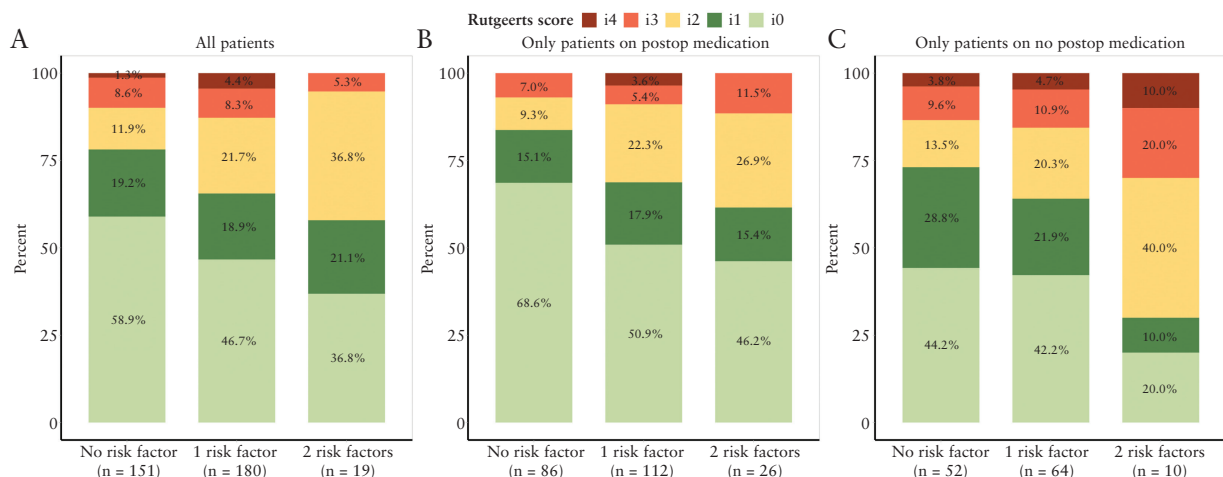 Rutgeerts score i4 i3 i2 i1 i0
A
All patients
Percent
100
75
50
25
0
1.3%
8.6%
11.9%
19.2%
58.9%
4.4%
8.3%
21.7%
18.9%
46.7%
5.3%
36.8%
21.1%
36.8%
No risk factor
(n = 151)
1 risk factor
(n = 180)
2 risk factors
(n = 19)
B
Only patients on postop medication
Percent
100
75
50
25
0
7.0%
9.3%
15.1%
68.6%
3.6%
5.4%
22.3%
17.9%
50.9%
11.5%
26.9%
15.4%
46.2%
No risk factor
(n = 86)
1 risk factor
(n = 112)
2 risk factors
(n = 26)
C
Only patients on no postop medication
Percent
100
75
50
25
0
3.8%
9.6%
13.5%
28.8%
44.2%
4.7%
10.9%
20.3%
21.9%
42.2%
10.0%
20.0%
40.0%
10.0%
20.0%
No risk factor
(n = 52)
1 risk factor
(n = 64)
2 risk factors
(n = 10)